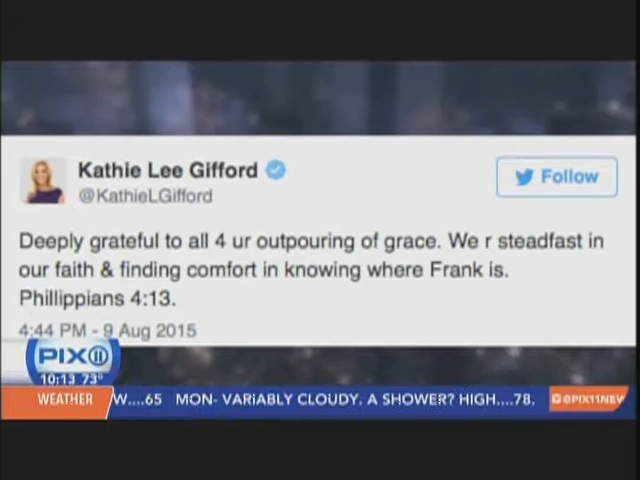 Kathie Lee Gifford
@KathieLGifford
Follow
Deeply grateful to all 4 ur outpouring of grace. We r steadfast in
our faith & finding comfort in knowing where Frank is.
Phillippians 4:13.
4:44 PM - 9 Aug 2015
PIX 11
10:13 73°
WEATHER
W....65 MON- VARiABLY CLOUDY. A SHOWER? HIGH....78.
@PIX11NEW